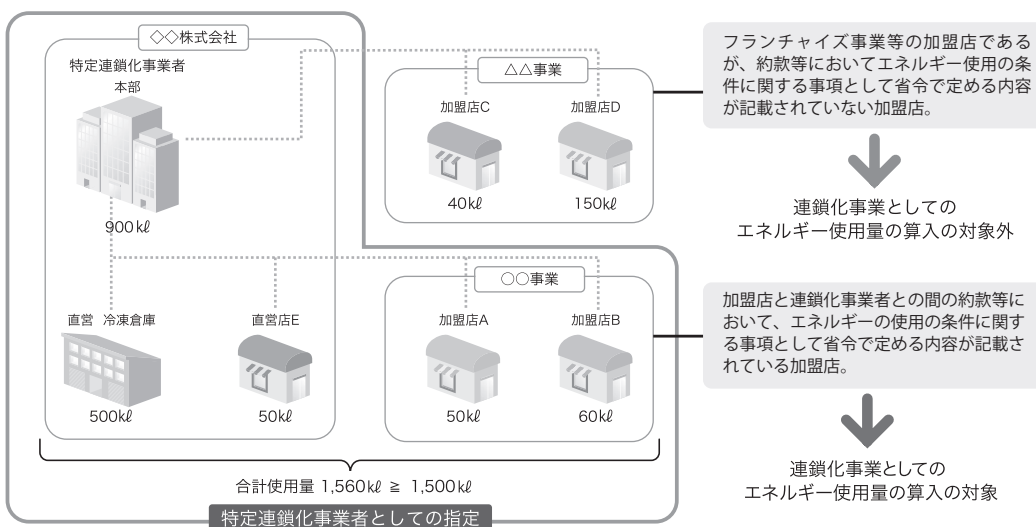 ◇◇株式会社
特定連鎖化事業者
本部
900kℓ
直営 冷凍倉庫
500kℓ
直営店E
50kℓ
△△事業
加盟店C
40kℓ
加盟店D
150kℓ
○○事業
加盟店A
50kℓ
加盟店B
60kℓ
合計使用量 1,560kℓ ≧ 1,500kℓ
特定連鎖化事業者としての指定
フランチャイズ事業等の加盟店である
が、約款等においてエネルギー使用の条
件に関する事項として省令で定める内容
が記載されていない加盟店。
連鎖化事業としての
エネルギー使用量の算入の対象外
加盟店と連鎖化事業者との間の約款等に
おいて、エネルギーの使用の条件に関す
る事項として省令で定める内容が記載さ
れている加盟店。
連鎖化事業としての
エネルギー使用量の算入の対象